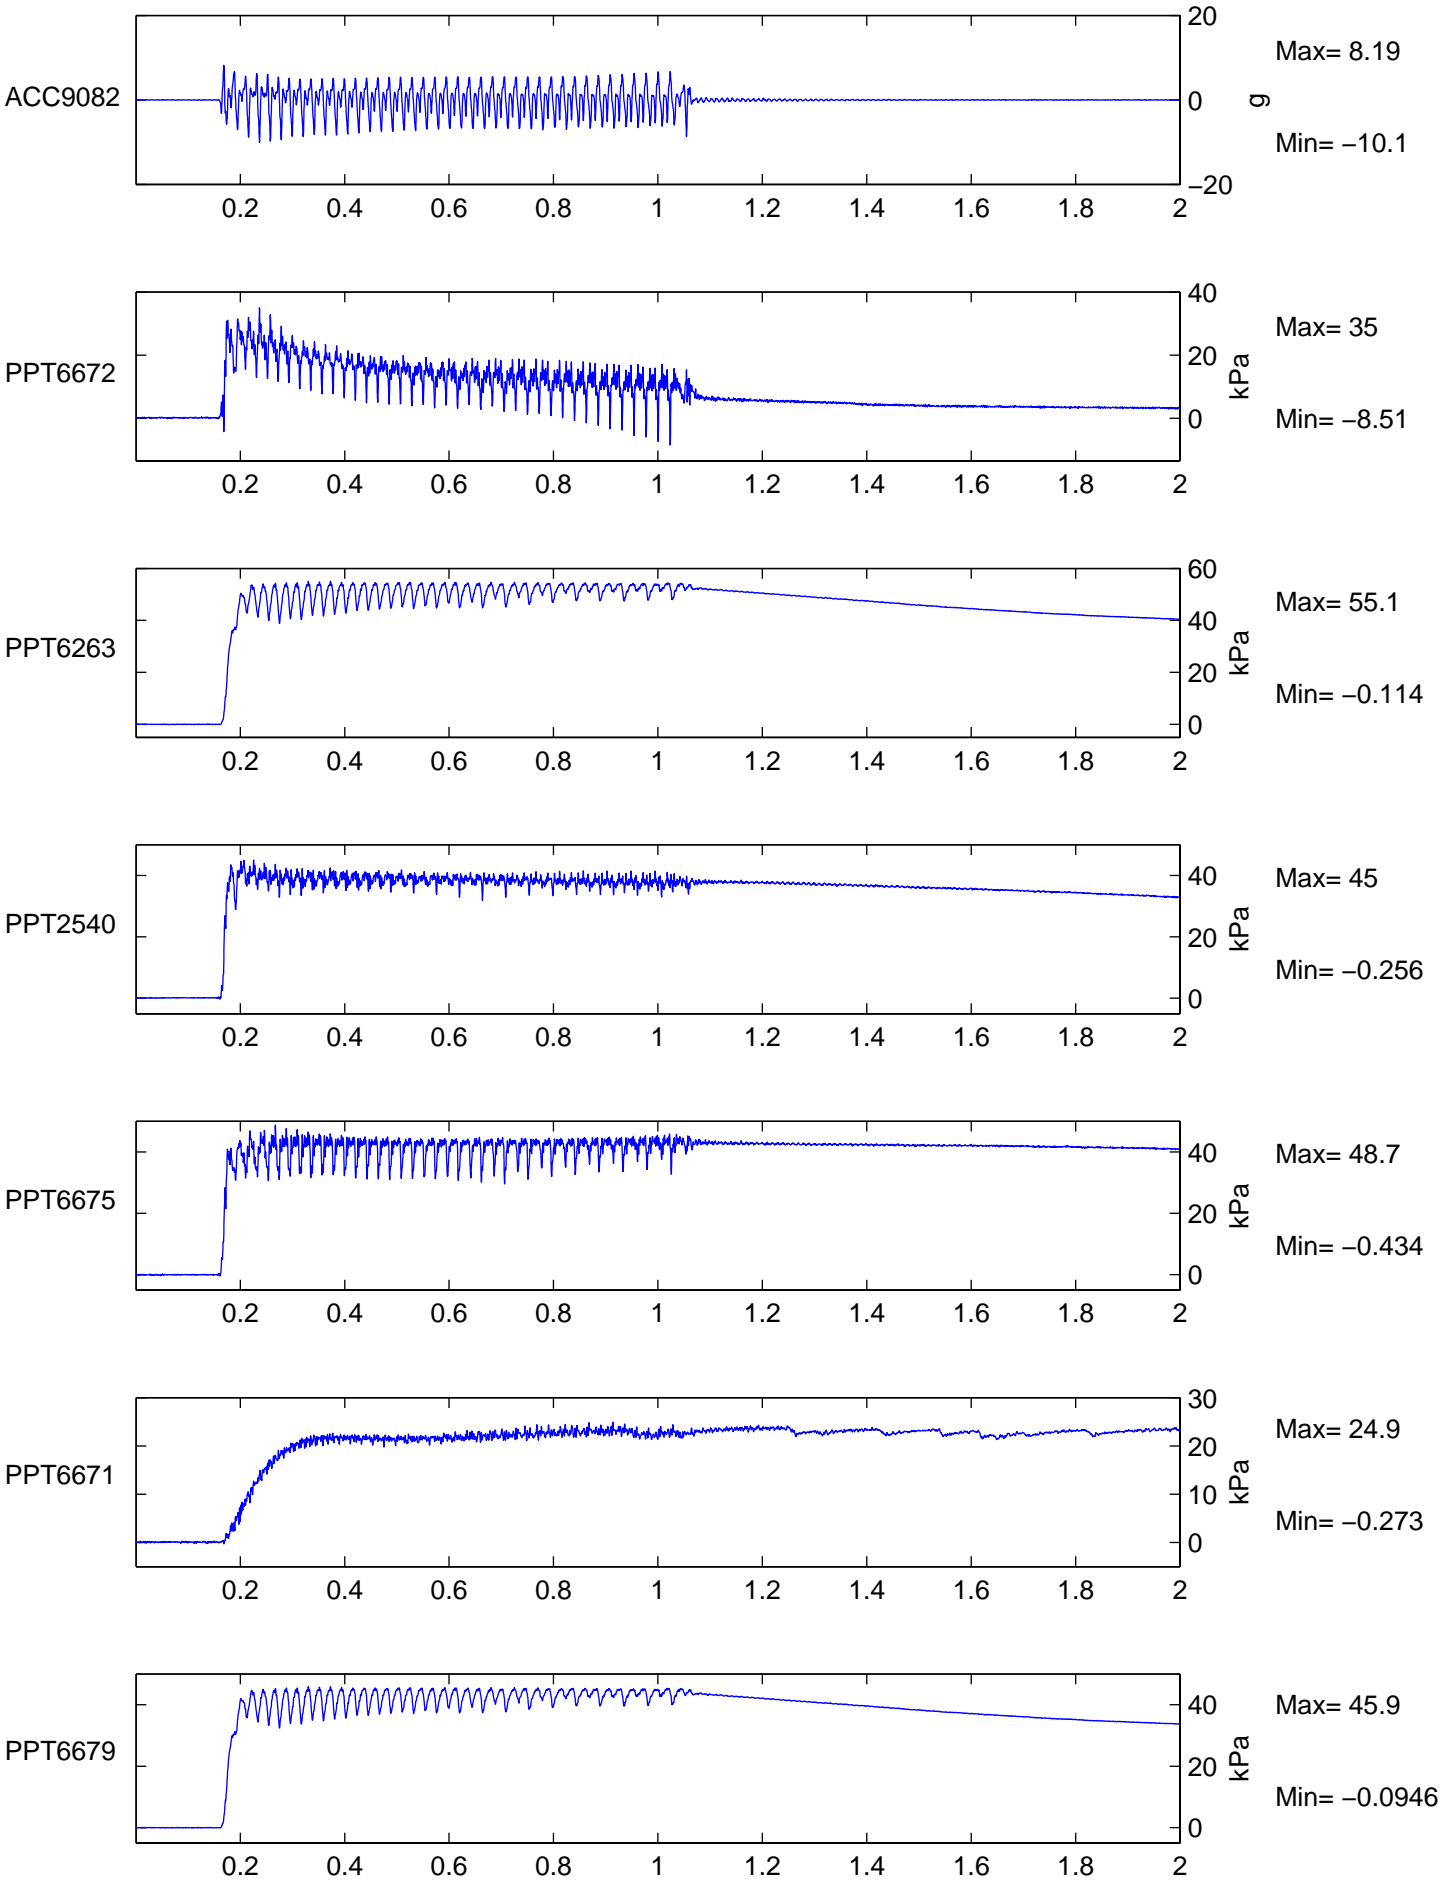 20
Max= 8.19
ACC9082
0
g
Min= −10.1
−20
0.2 0.4 0.6 0.8 1 1.2 1.4 1.6 1.8 2
40
Max= 35
20
PPT6672
kPa
0
Min= −8.51
0.2 0.4 0.6 0.8 1 1.2 1.4 1.6 1.8 2
60
Max= 55.1
40
PPT6263
20
kPa
Min= −0.114
0
0.2 0.4 0.6 0.8 1 1.2 1.4 1.6 1.8 2
40
Max= 45
PPT2540
20
kPa
Min= −0.256
0
0.2 0.4 0.6 0.8 1 1.2 1.4 1.6 1.8 2
40
Max= 48.7
PPT6675
20
kPa
Min= −0.434
0
0.2 0.4 0.6 0.8 1 1.2 1.4 1.6 1.8 2
30
Max= 24.9
20
PPT6671
10
kPa
Min= −0.273
0
0.2 0.4 0.6 0.8 1 1.2 1.4 1.6 1.8 2
40
Max= 45.9
PPT6679
20
kPa
Min= −0.0946
0
0.2 0.4 0.6 0.8 1 1.2 1.4 1.6 1.8 2